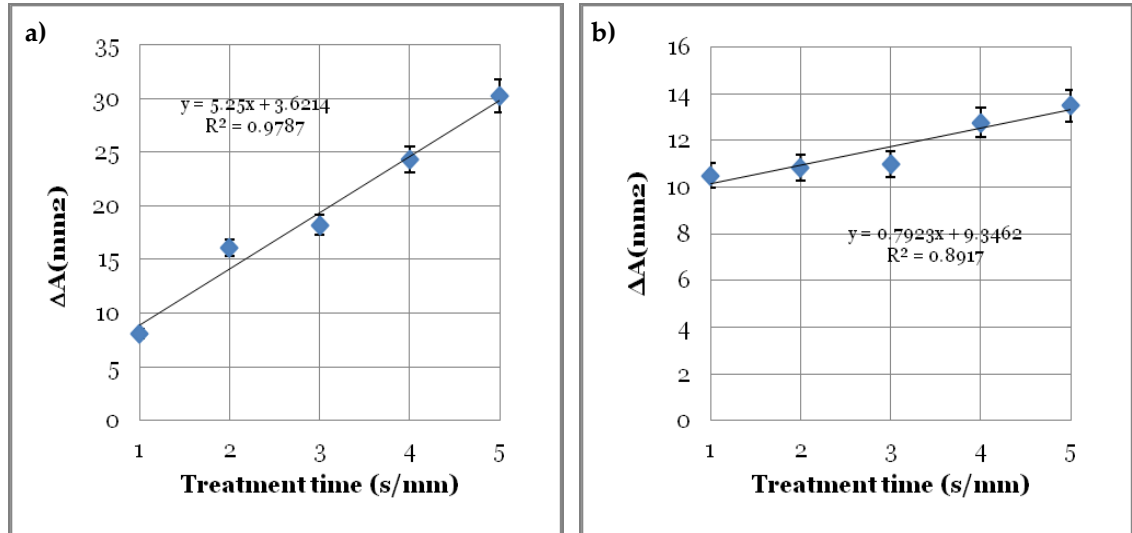 a)
35
30
25
20
15
10
5
0
ΔA(mm2)
y = 5.25x + 3.6214
R² = 0.9787
1 2 3 4 5
Treatment time (s/mm)
b)
16
14
12
10
8
6
4
2
0
ΔA(mm2)
y = 0.7923x + 9.3462
R² = 0.8917
1 2 3 4 5
Treatment time (s/mm)